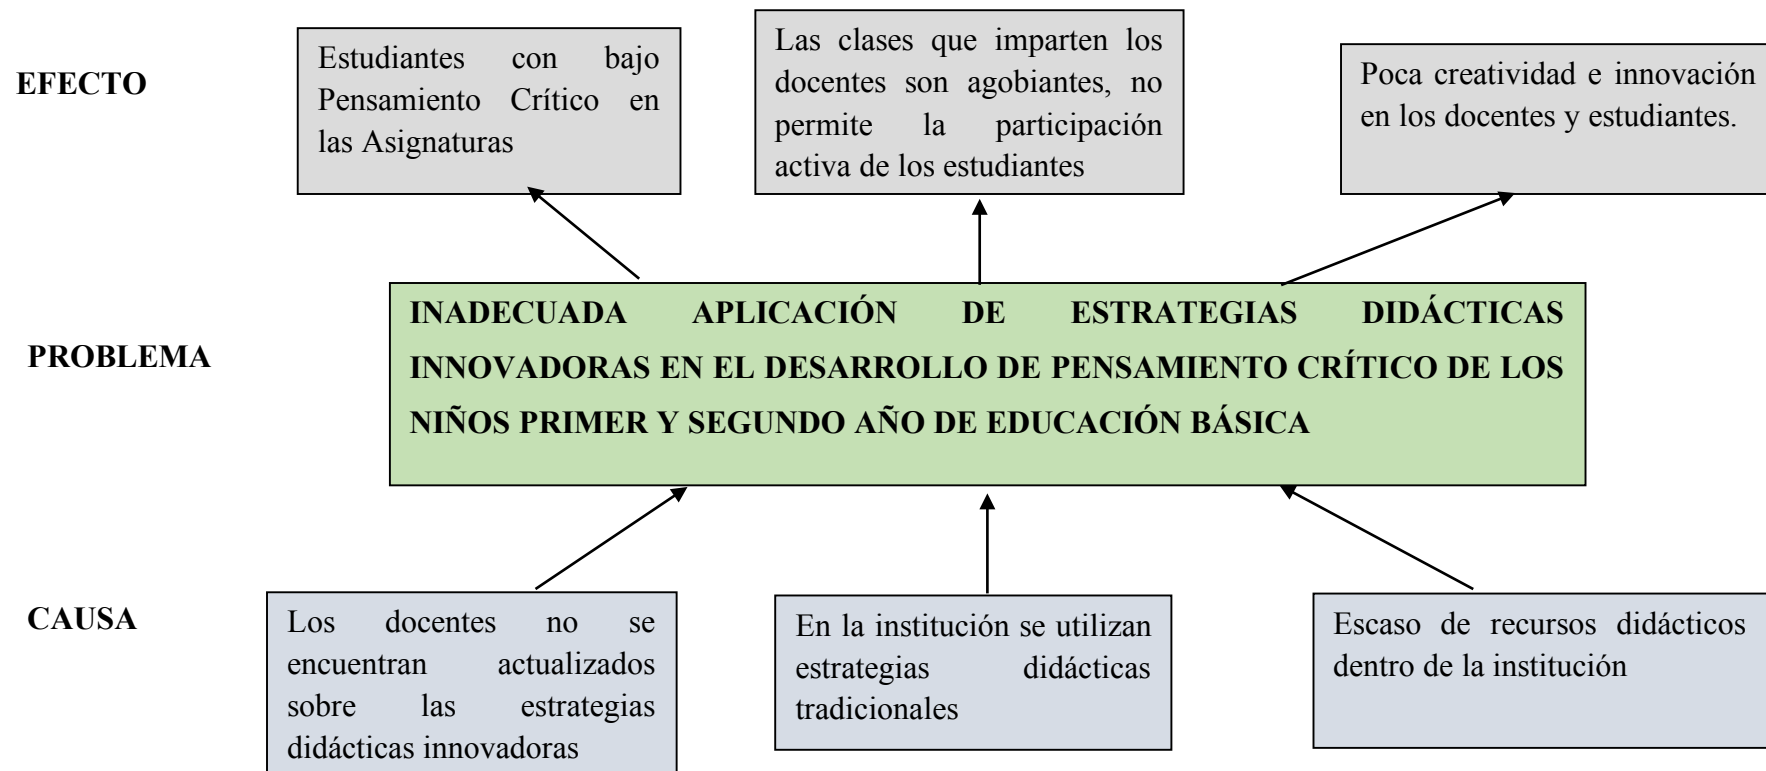 EFECTO
Estudiantes con bajo
Pensamiento Crítico en
las Asignaturas
Las clases que imparten los
docentes son agobiantes, no
permite la participación
activa de los estudiantes
Poca creatividad e innovación
en los docentes y estudiantes.
PROBLEMA
INADECUADA APLICACIÓN DE ESTRATEGIAS DIDÁCTICAS
INNOVADORAS EN EL DESARROLLO DE PENSAMIENTO CRÍTICO DE LOS
NIÑOS PRIMER Y SEGUNDO AÑO DE EDUCACIÓN BÁSICA
CAUSA
Los docentes no se
encuentran actualizados
sobre las estrategias
didácticas innovadoras
En la institución se utilizan
estrategias didácticas
tradicionales
Escaso de recursos didácticos
dentro de la institución